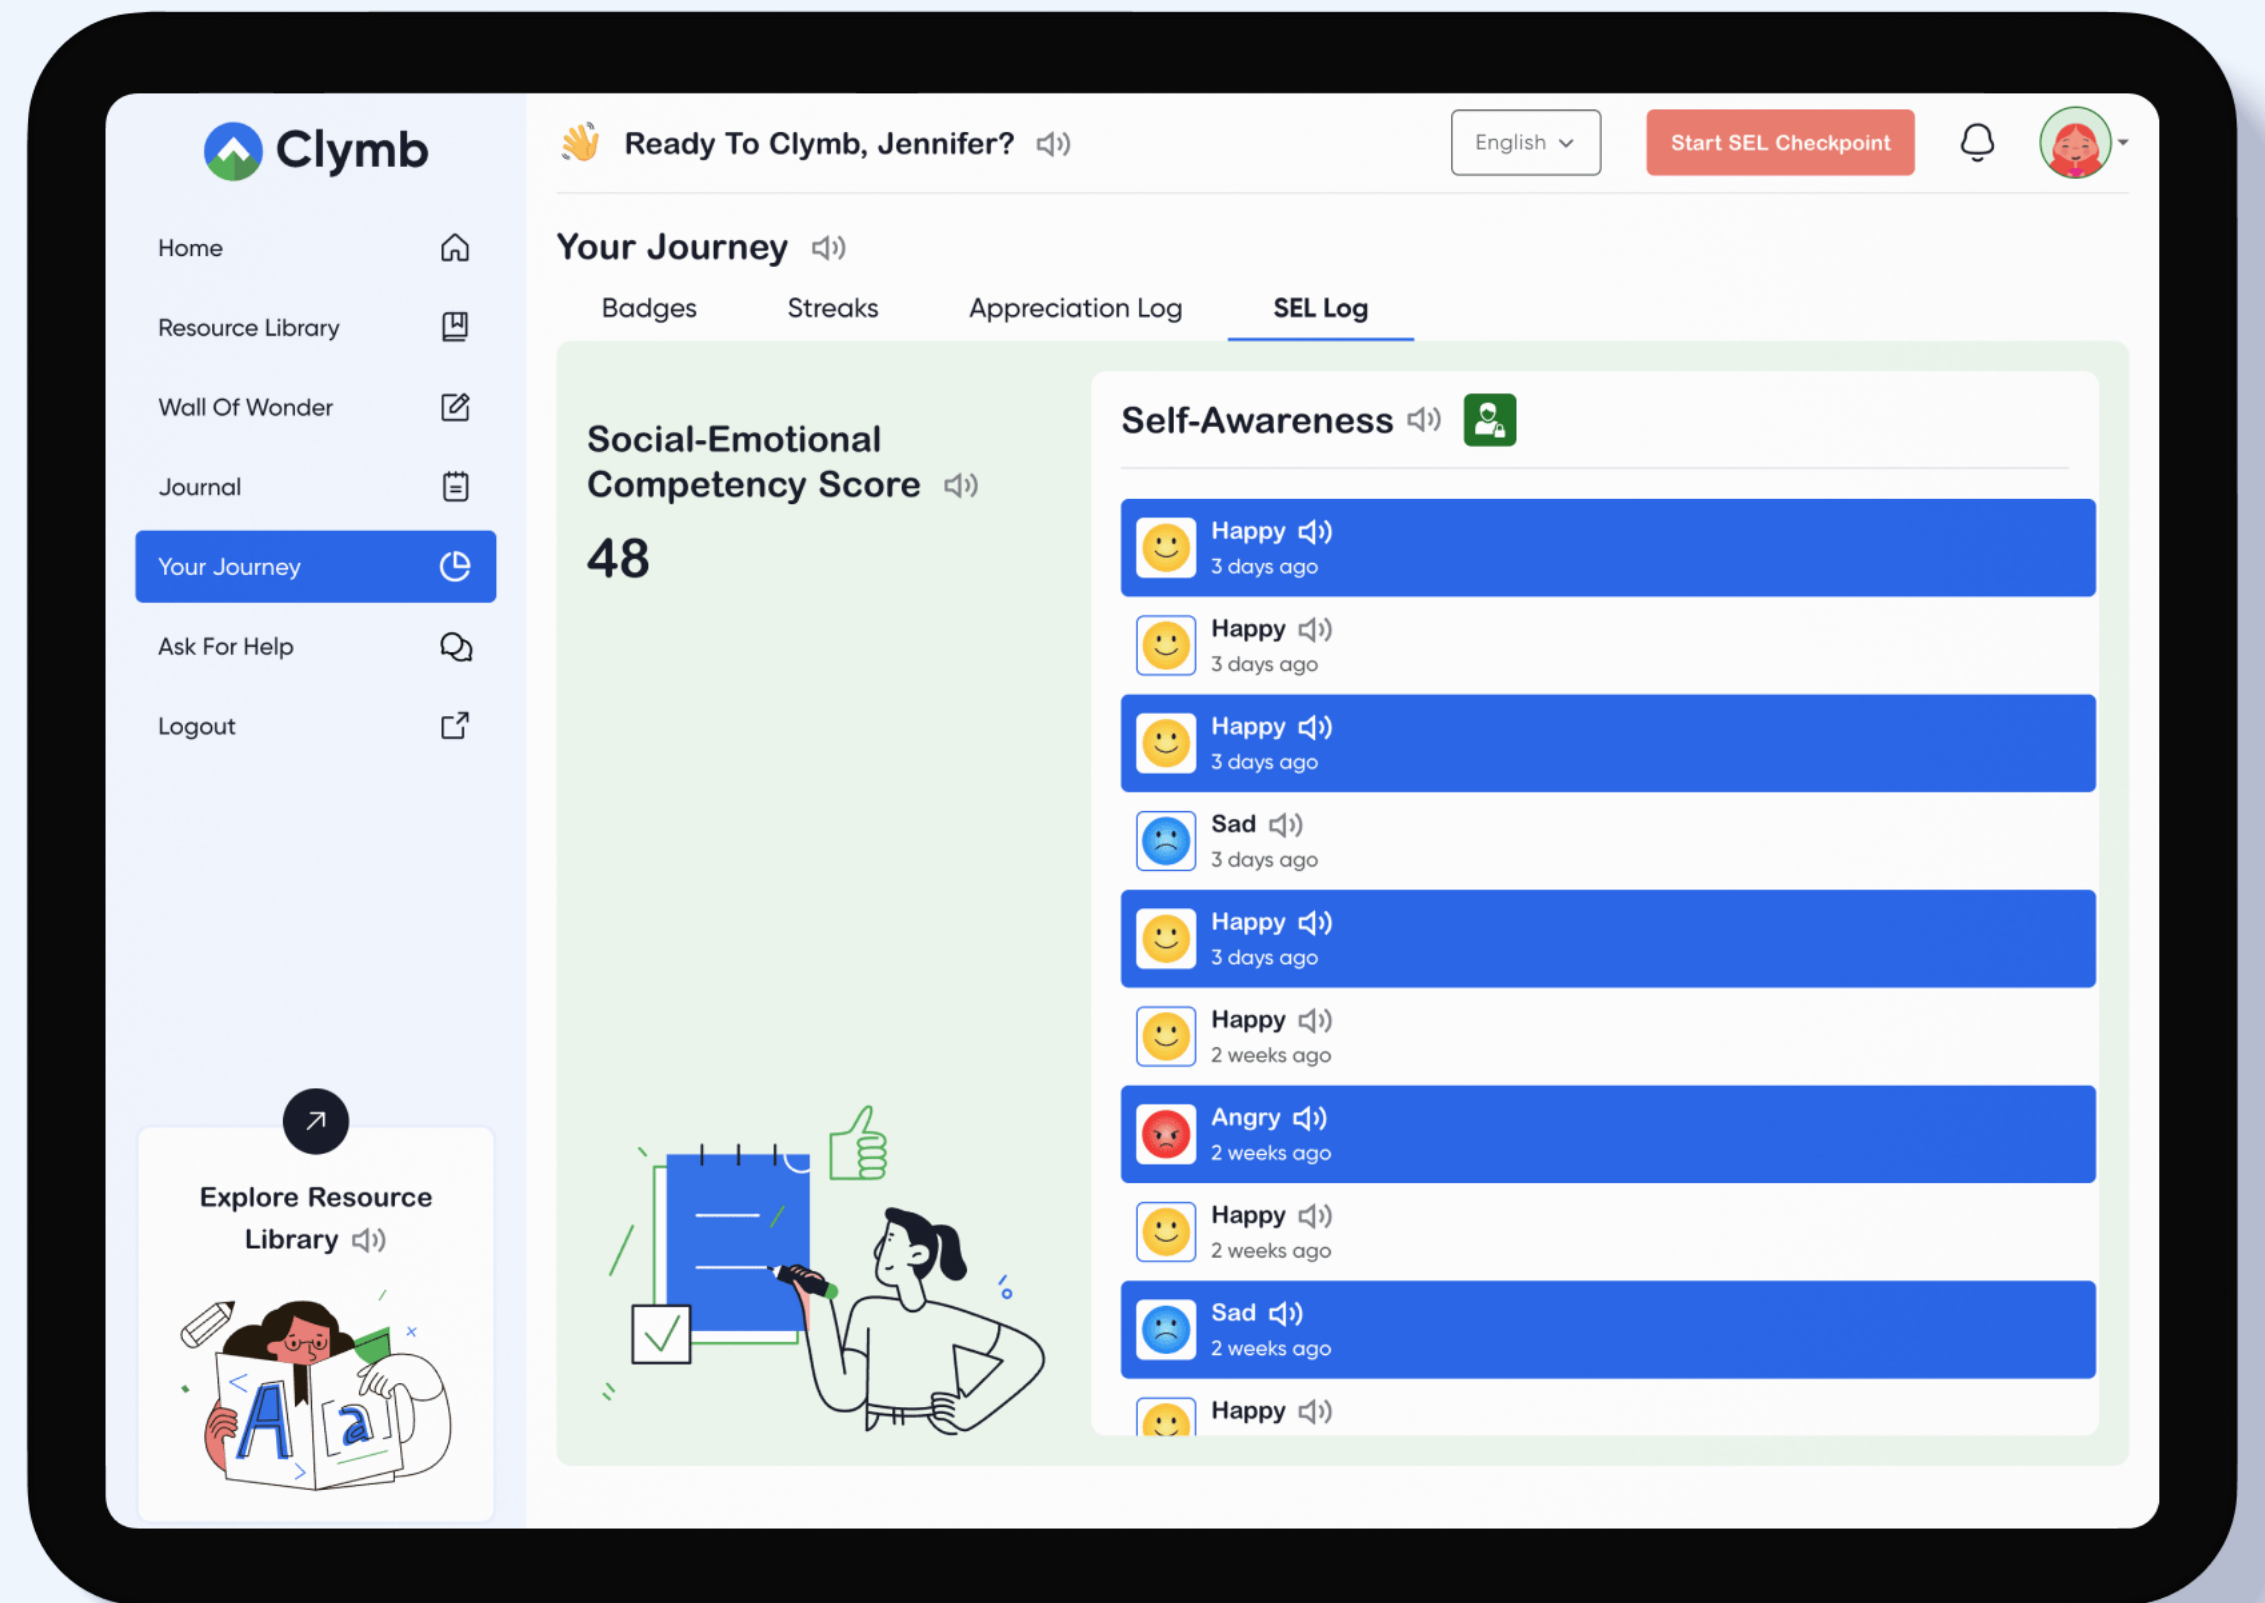 Clymb
Home
Resource Library
Wall Of Wonder
Journal
Your Journey
Ask For Help
Logout
Explore Resource
Library
A
a
Ready To Clymb, Jennifer?
English
Start SEL Checkpoint
Your Journey
Badges
Streaks
Appreciation Log
SEL Log
Social-Emotional
Competency Score
48
Self-Awareness
Happy
3 days ago
Happy
3 days ago
Happy
3 days ago
Sad
3 days ago
Happy
3 days ago
Happy
2 weeks ago
Angry
2 weeks ago
Happy
2 weeks ago
Sad
2 weeks ago
Happy